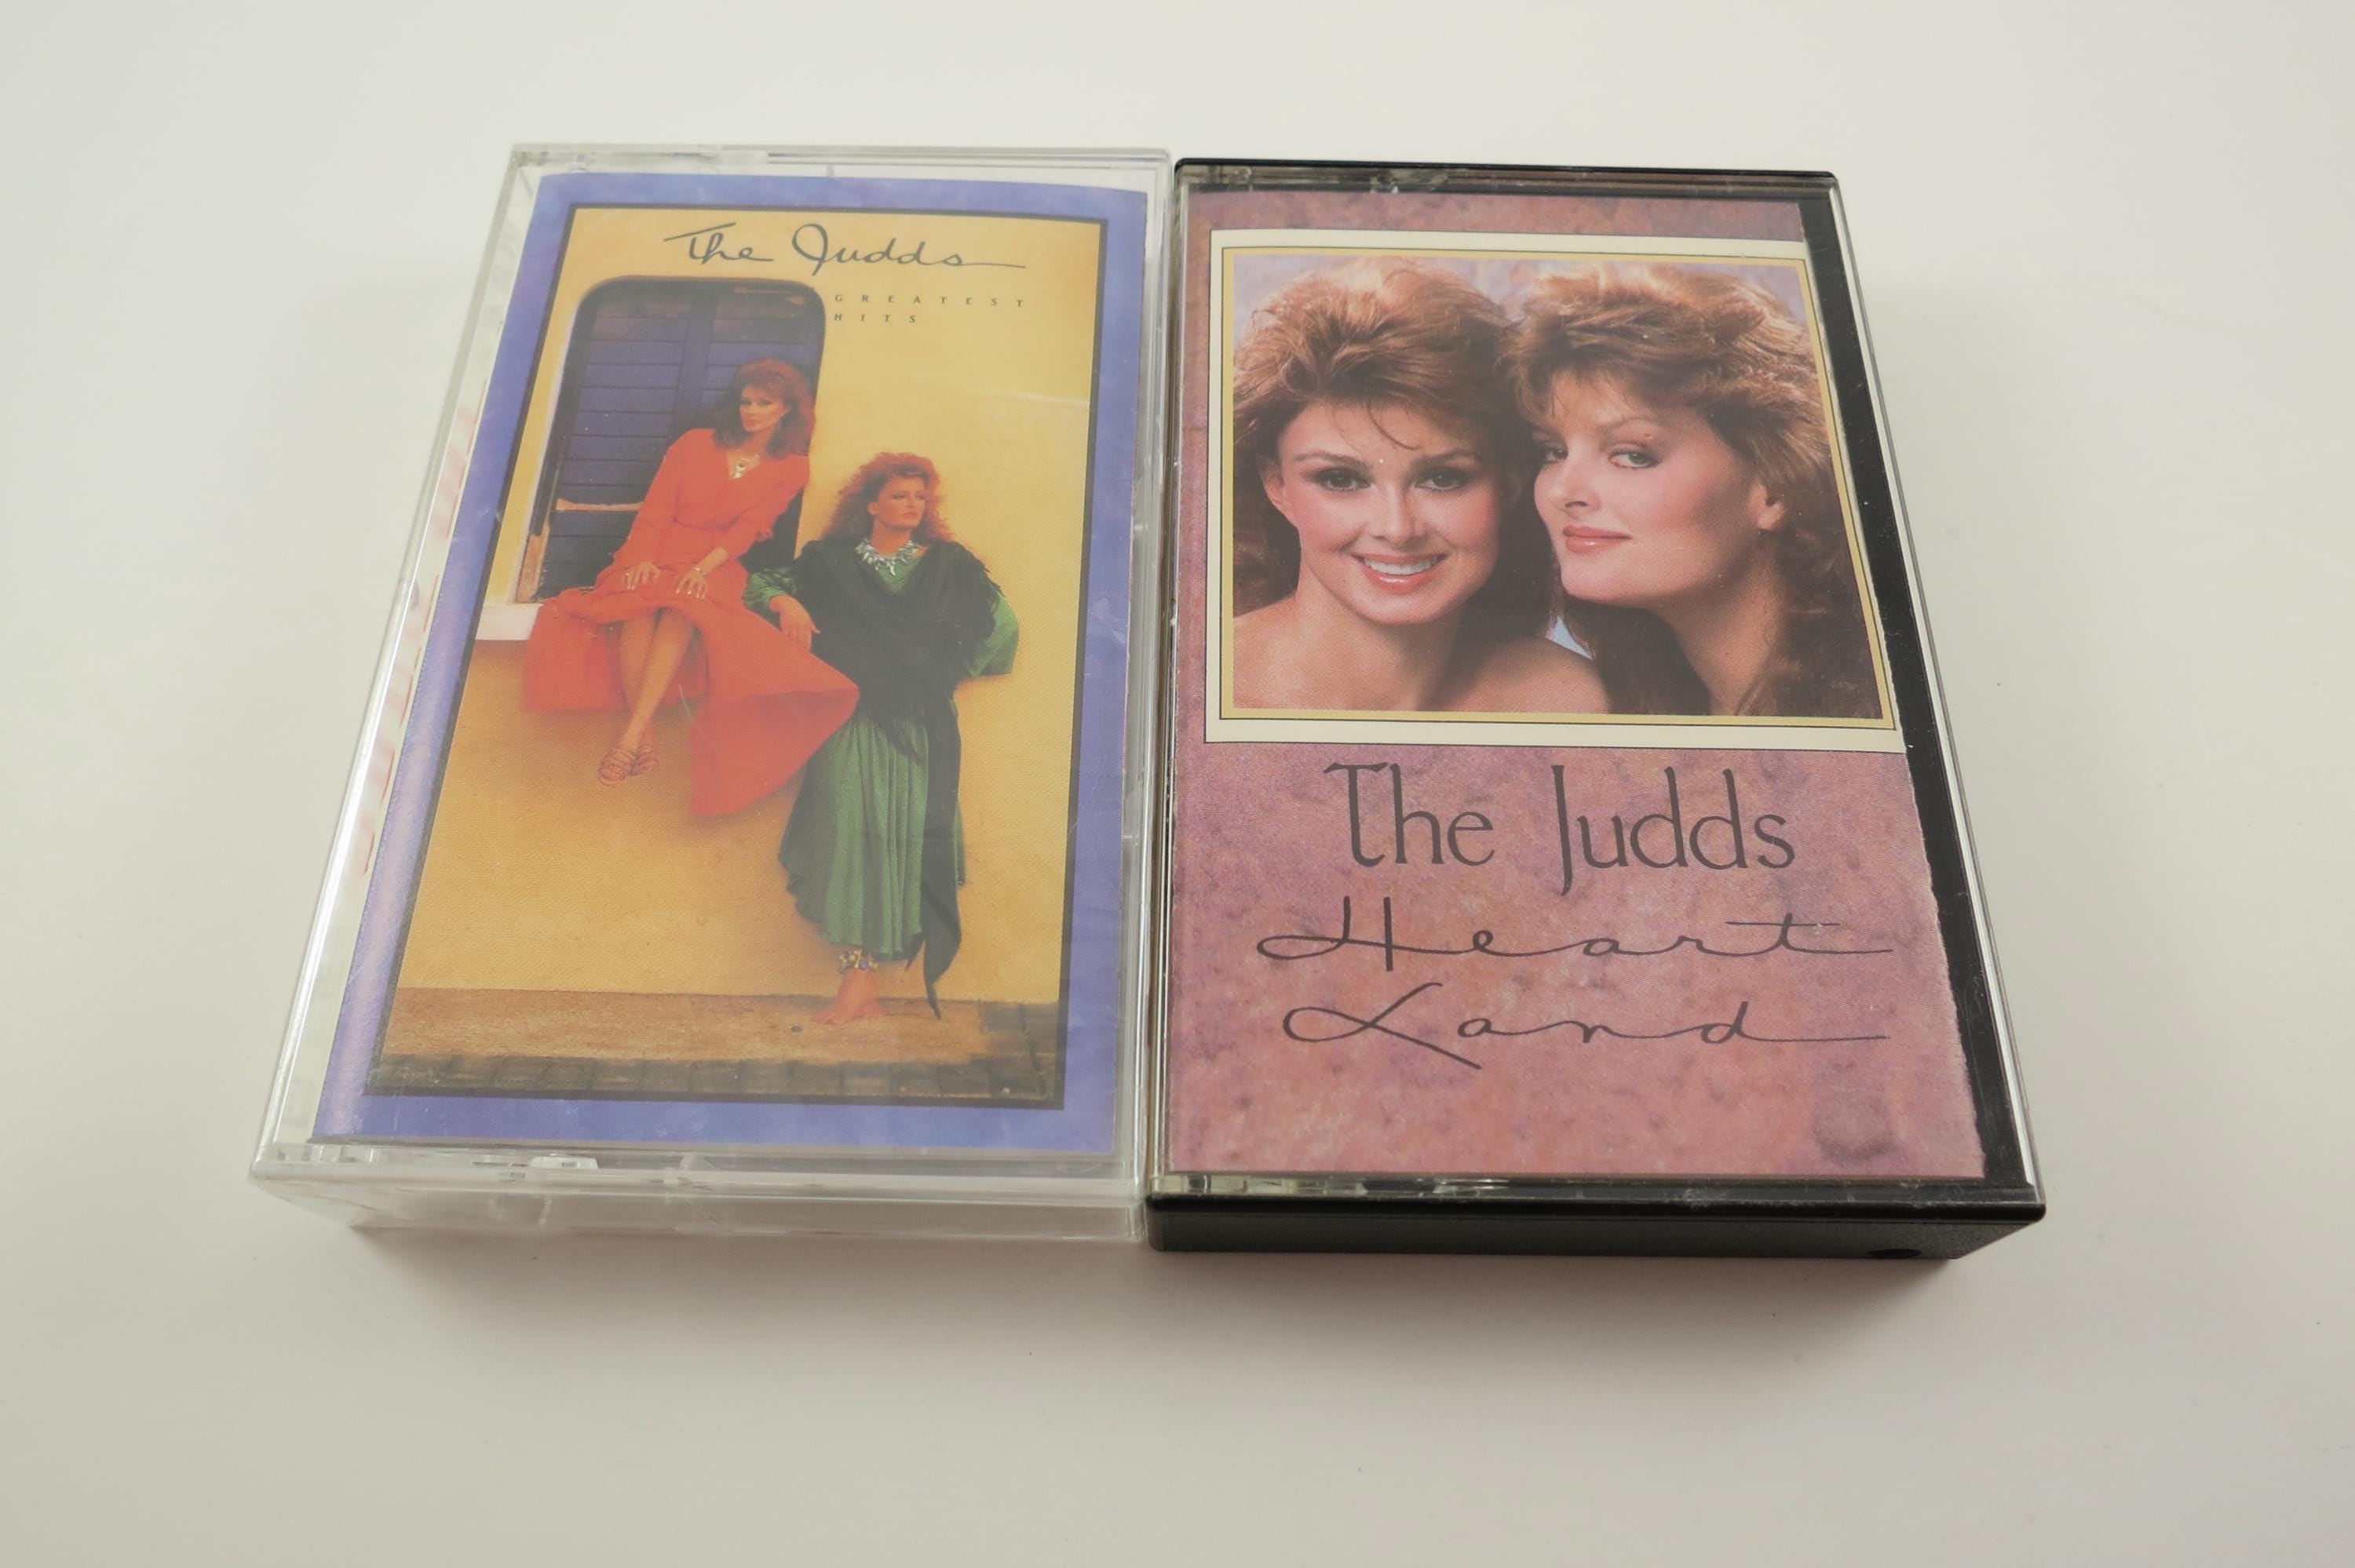 The Judds
GREATEST
HITS
The Judds
Heart
Land